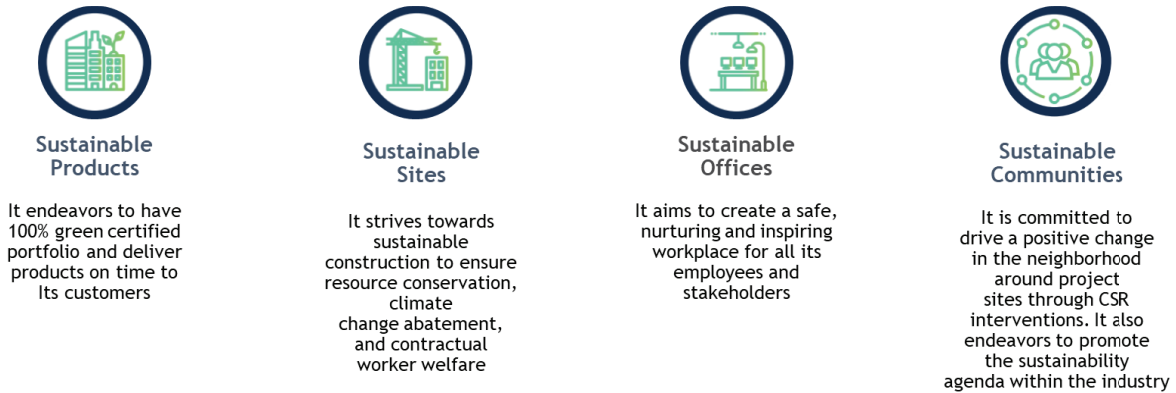 Sustainable
Products
It endeavors to have
100% green certified
portfolio and deliver
products on time to
Its customers
Sustainable
Sites
It strives towards
sustainable
construction to ensure
resource conservation,
climate
change abatement,
and contractual
worker welfare
Sustainable
Offices
It aims to create a safe,
nurturing and inspiring
workplace for all its
employees and
stakeholders
Sustainable
Communities
It is committed to
drive a positive change
in the neighborhood
around project
sites through CSR
interventions. It also
endeavors to promote
the sustainability
agenda within the industry